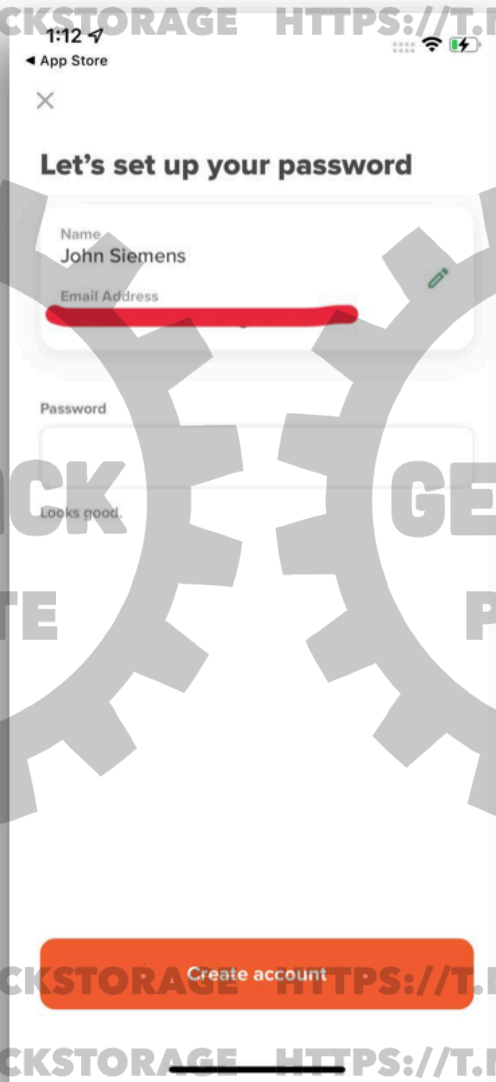 CKSTORAGE HTTPS://T.
1:12
App Store
Let's set up your password
Name
John Siemens
Email Address
Password
Looks good.
Create account
CKSTORAGE HTTPS://T.
CKSTORAGE HTTPS://T.